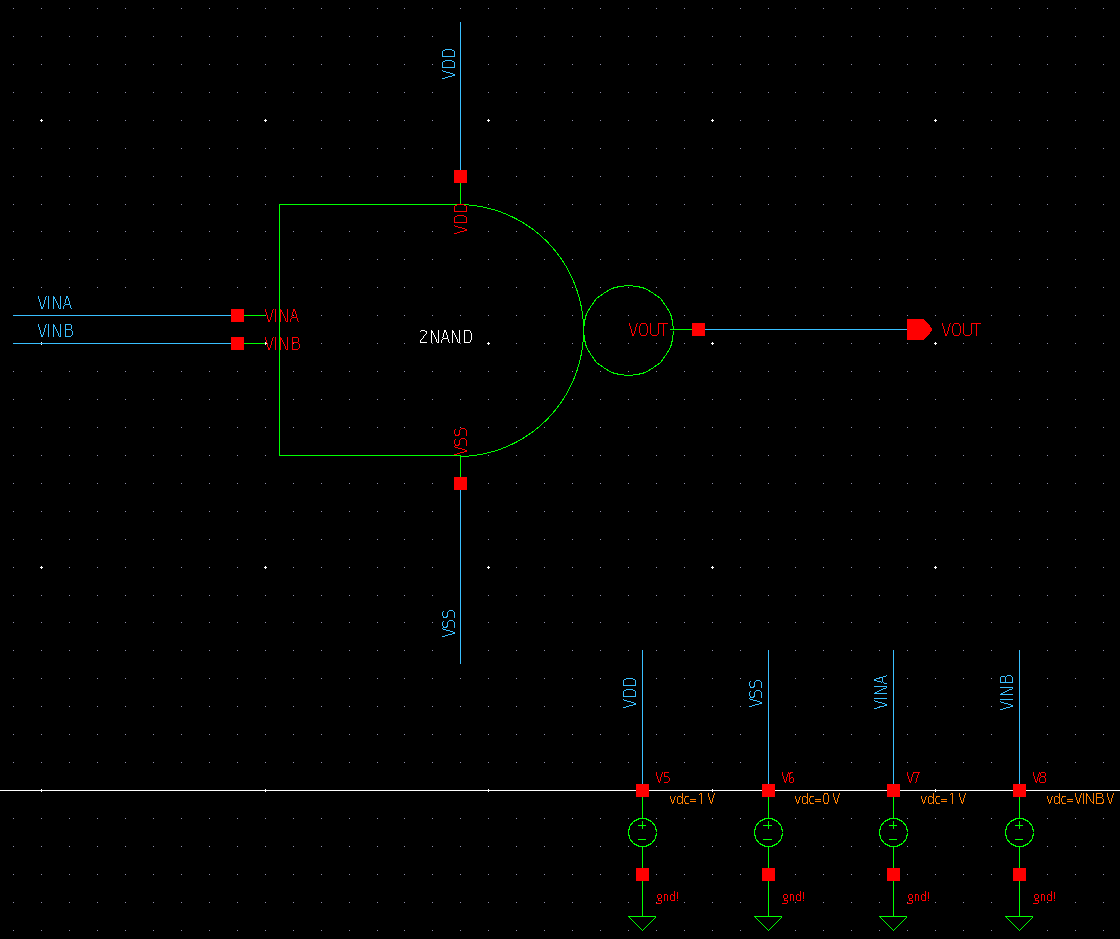 VDD
VDD
VINA
VINA
VINB
VINB
2NAND
VOUT
VOUT
VSS
VSS
VDD
VSS
VINA
VINB
V5
V6
V7
V8
vdc=1 V
vdc=0 V
vdc=1 V
vdc=VINB V
+
−
+
−
+
−
+
−
gnd!
gnd!
gnd!
gnd!